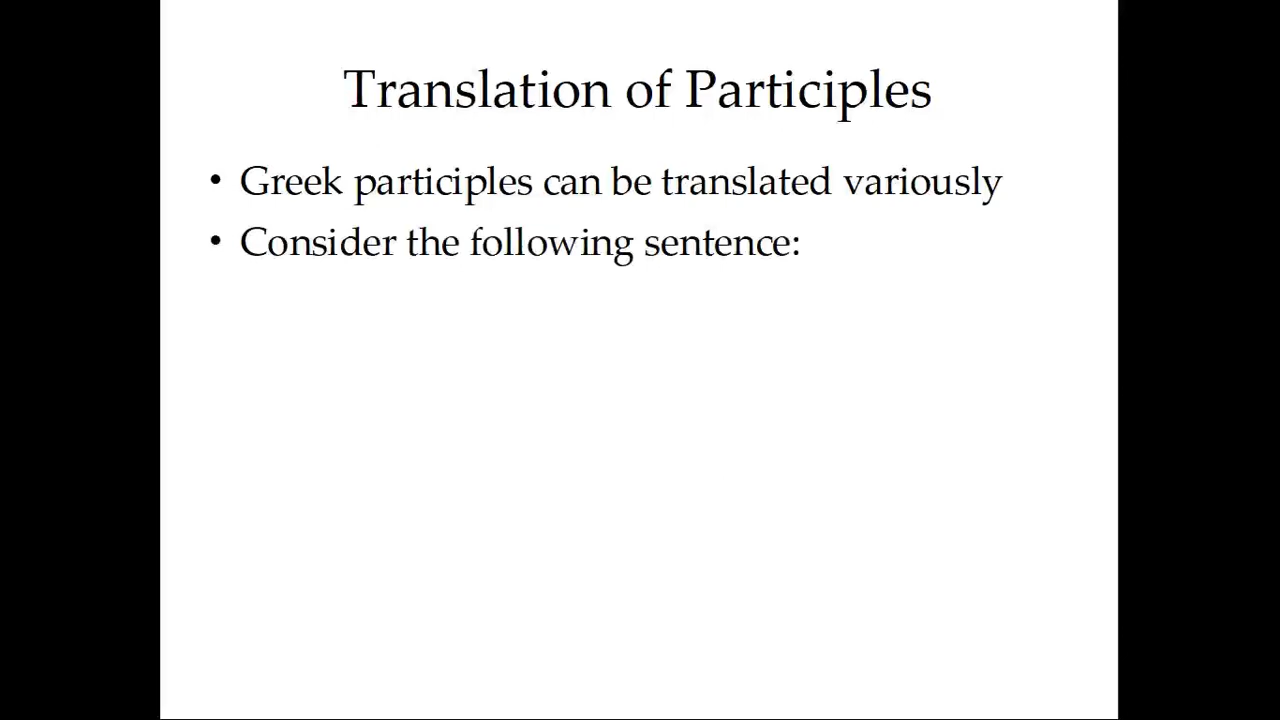 Translation of Participles
• Greek participles can be translated variously
• Consider the following sentence: